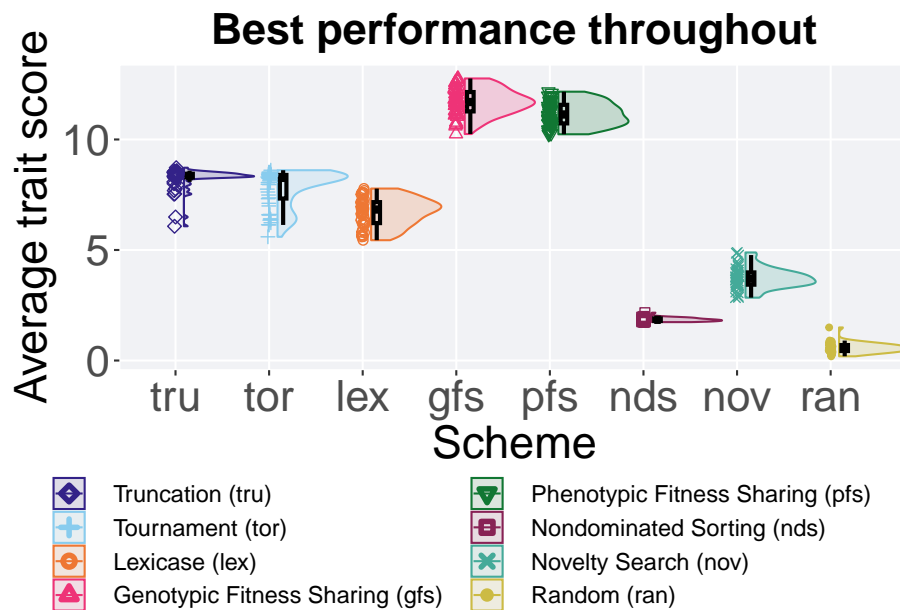 Best performance throughout
Average trait score
10
5
0
tru tor lex gfs pfs nds nov ran
Scheme
Truncation (tru)
Tournament (tor)
Lexicase (lex)
Genotypic Fitness Sharing (gfs)
Phenotypic Fitness Sharing (pfs)
Nondominated Sorting (nds)
Novelty Search (nov)
Random (ran)